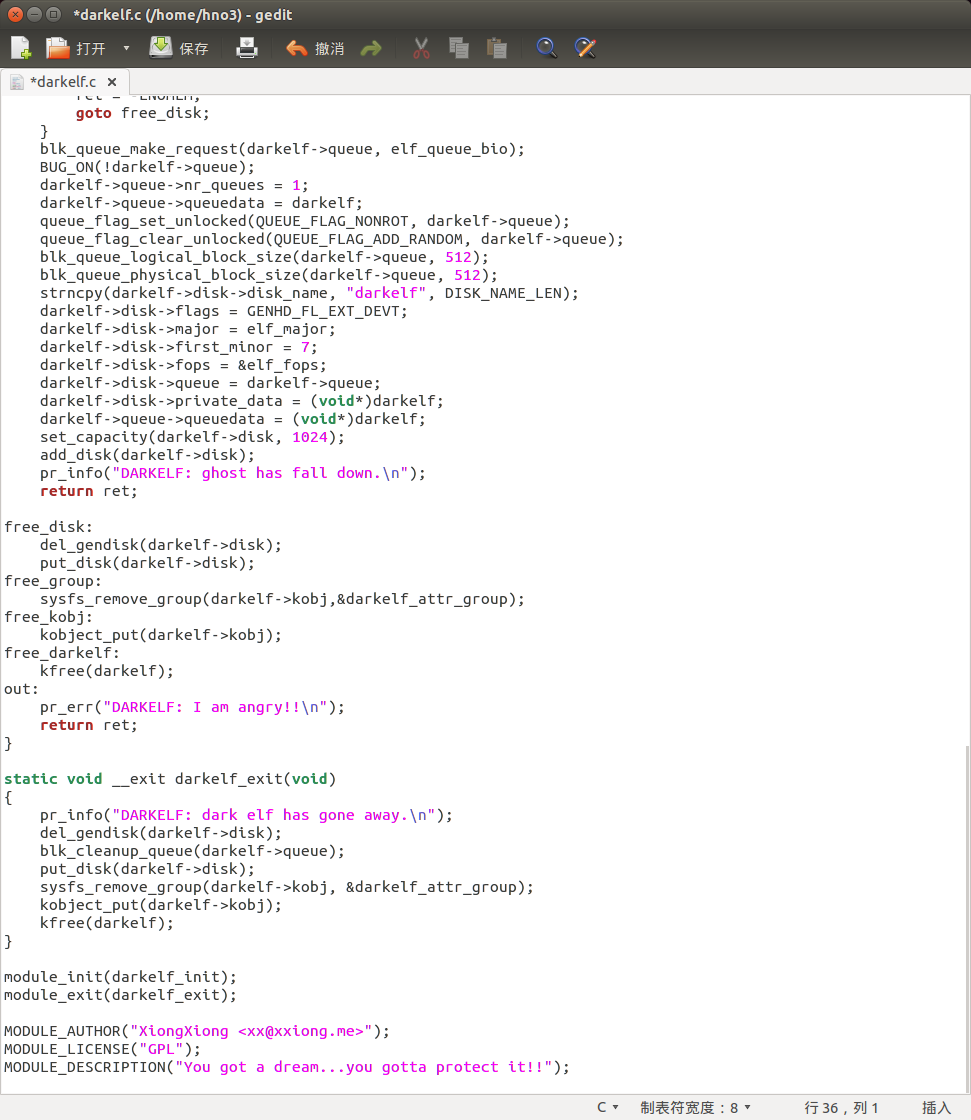 *darkelf.c (/home/hno3) - gedit
打开 保存 撤消
*darkelf.c
goto free_disk;
}
blk_queue_make_request(darkelf->queue, elf_queue_bio);
BUG_ON(!darkelf->queue);
darkelf->queue->nr_queues = 1;
darkelf->queue->queuedata = darkelf;
queue_flag_set_unlocked(QUEUE_FLAG_NONROT, darkelf->queue);
queue_flag_clear_unlocked(QUEUE_FLAG_ADD_RANDOM, darkelf->queue);
blk_queue_logical_block_size(darkelf->queue, 512);
blk_queue_physical_block_size(darkelf->queue, 512);
strncpy(darkelf->disk->disk_name, "darkelf", DISK_NAME_LEN);
darkelf->disk->flags = GENHD_FL_EXT_DEVT;
darkelf->disk->major = elf_major;
darkelf->disk->first_minor = 7;
darkelf->disk->fops = &elf_fops;
darkelf->disk->queue = darkelf->queue;
darkelf->disk->private_data = (void*)darkelf;
darkelf->queue->queuedata = (void*)darkelf;
set_capacity(darkelf->disk, 1024);
add_disk(darkelf->disk);
pr_info("DARKELF: ghost has fall down.\n");
return ret;
free_disk:
del_gendisk(darkelf->disk);
put_disk(darkelf->disk);
free_group:
sysfs_remove_group(darkelf->kobj,&darkelf_attr_group);
free_kobj:
kobject_put(darkelf->kobj);
free_darkelf:
kfree(darkelf);
out:
pr_err("DARKELF: I am angry!!\n");
return ret;
}
static void __exit darkelf_exit(void)
{
pr_info("DARKELF: dark elf has gone away.\n");
del_gendisk(darkelf->disk);
blk_cleanup_queue(darkelf->queue);
put_disk(darkelf->disk);
sysfs_remove_group(darkelf->kobj, &darkelf_attr_group);
kobject_put(darkelf->kobj);
kfree(darkelf);
}
module_init(darkelf_init);
module_exit(darkelf_exit);
MODULE_AUTHOR("XiongXiong <xx@xxiong.me>");
MODULE_LICENSE("GPL");
MODULE_DESCRIPTION("You got a dream...you gotta protect it!!");
C 制表符宽度：8 行 36，列 1 插入